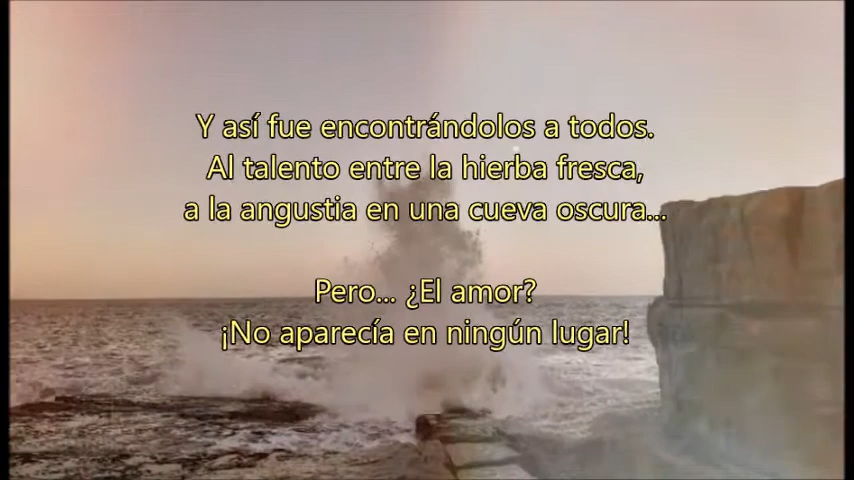 Y así fue encontrándolos a todos.
Al talento entre la hierba fresca,
a la angustia en una cueva oscura...
Pero... ¿El amor?
¡No aparecía en ningún lugar!